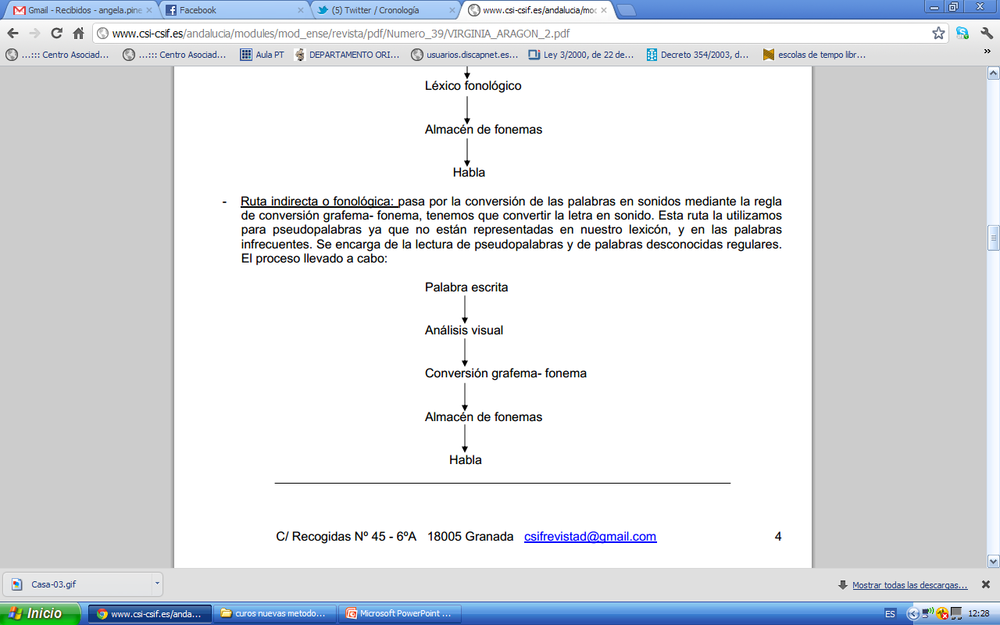 Gmail - Recibidos - angela.pine
Facebook
(5) Twitter / Cronología
www.csi-csif.es/andalucia/moc
www.csi-csif.es/andalucia/modules/mod_ense/revista/pdf/Numero_39/VIRGINIA_ARAGON_2.pdf
...::: Centro Asociad...
...::: Centro Asociad...
Aula PT
DEPARTAMENTO ORI...
usuarios.discapnet.es...
Ley 3/2000, de 22 de...
Decreto 354/2003, d...
escolas de tempo libr...
Léxico fonológico
Almacén de fonemas
Habla
- Ruta indirecta o fonológica: pasa por la conversión de las palabras en sonidos mediante la regla
de conversión grafema- fonema, tenemos que convertir la letra en sonido. Esta ruta la utilizamos
para pseudopalabras ya que no están representadas en nuestro lexicón, y en las palabras
infrecuentes. Se encarga de la lectura de pseudopalabras y de palabras desconocidas regulares.
El proceso llevado a cabo:
Palabra escrita
Análisis visual
Conversión grafema- fonema
Almacén de fonemas
Habla
C/ Recogidas Nº 45 - 6ºA 18005 Granada csifrevistad@gmail.com 4
Casa-03.gif
Mostrar todas las descargas...
Inicio
www.csi-csif.es/anda...
curos nuevas metodo...
Microsoft PowerPoint ...
ES
12:28